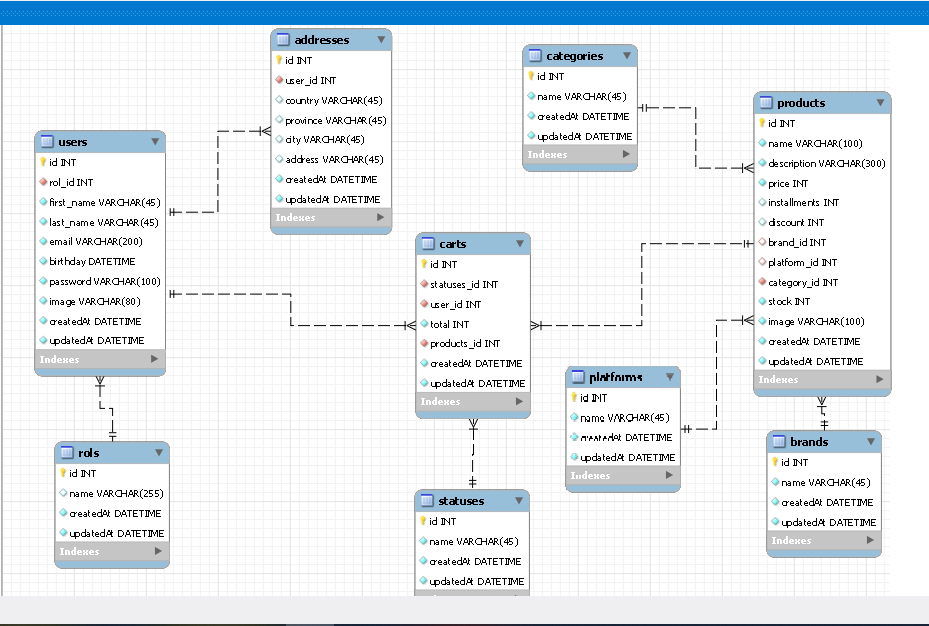 addresses
id INT
user_id INT
country VARCHAR(45)
province VARCHAR(45)
city VARCHAR(45)
address VARCHAR(45)
createdAt DATETIME
updatedAt DATETIME
Indexes
categories
id INT
name VARCHAR(45)
createdAt DATETIME
updatedAt DATETIME
Indexes
products
id INT
name VARCHAR(100)
description VARCHAR(300)
price INT
installments INT
discount INT
brand_id INT
platform_id INT
category_id INT
stock INT
image VARCHAR(100)
createdAt DATETIME
updatedAt DATETIME
Indexes
users
id INT
rol_id INT
first_name VARCHAR(45)
last_name VARCHAR(45)
email VARCHAR(200)
birthday DATETIME
password VARCHAR(100)
image VARCHAR(80)
createdAt DATETIME
updatedAt DATETIME
Indexes
carts
id INT
statuses_id INT
user_id INT
total INT
products_id INT
createdAt DATETIME
updatedAt DATETIME
Indexes
platforms
id INT
name VARCHAR(45)
createdAt DATETIME
updatedAt DATETIME
Indexes
rols
id INT
name VARCHAR(255)
createdAt DATETIME
updatedAt DATETIME
Indexes
statuses
id INT
name VARCHAR(45)
createdAt DATETIME
updatedAt DATETIME
brands
id INT
name VARCHAR(45)
createdAt DATETIME
updatedAt DATETIME
Indexes